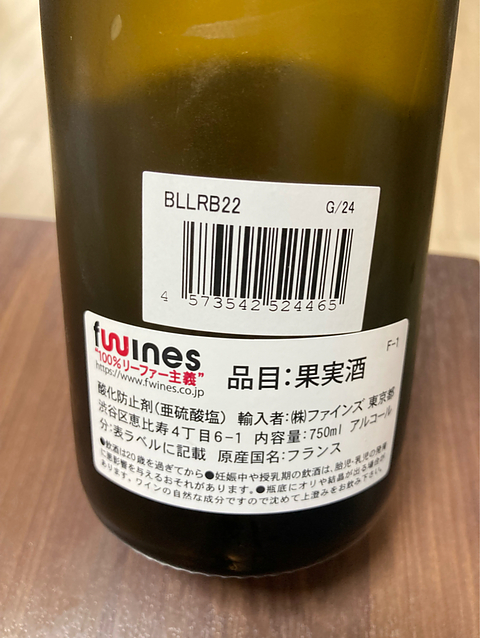 BLLRB22 G/24
4 573542 524465
fwines
F-1
"100%リーファー主義"
品目:果実酒
https://www.fwines.co.jp
酸化防止剤(亜硫酸塩) 輸入者:㈱ファインズ 東京都
渋谷区恵比寿4丁目6-1 内容量:750ml アルコール
分:表ラベルに記載 原産国名:フランス
●飲酒は20歳を過ぎてから●妊娠中や授乳期の飲酒は、胎児・乳児の発育
に悪影響を与えるおそれがあります。●瓶底にオリや結晶が出る場合が
あります。ワインの自然な成分ですので沈めて上澄みをお飲み下さい。